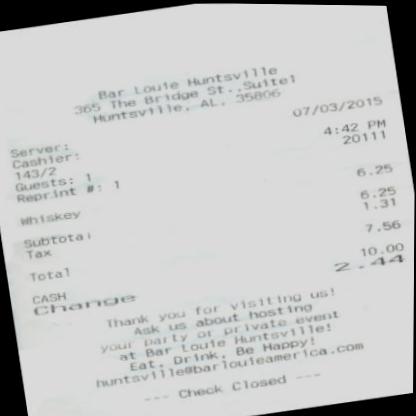 Bar Louie Huntsville
365 The Bridge St.,Suite1
Huntsville, AL. 35806
07/03/2015
Server: 4:42 PM
Cashier: 20111
143/2
Guests: 1
Reprint #: 1
Whiskey 6.25
Subtotal 6.25
Tax 1.31
Total 7.56
CASH 10.00
Change 2.44
Thank you for visiting us!
Ask us about hosting
your party or private event
at Bar Louie Huntsville!
Eat, Drink, Be Happy!
huntsville@barlouieamerica.com
--- Check Closed ---